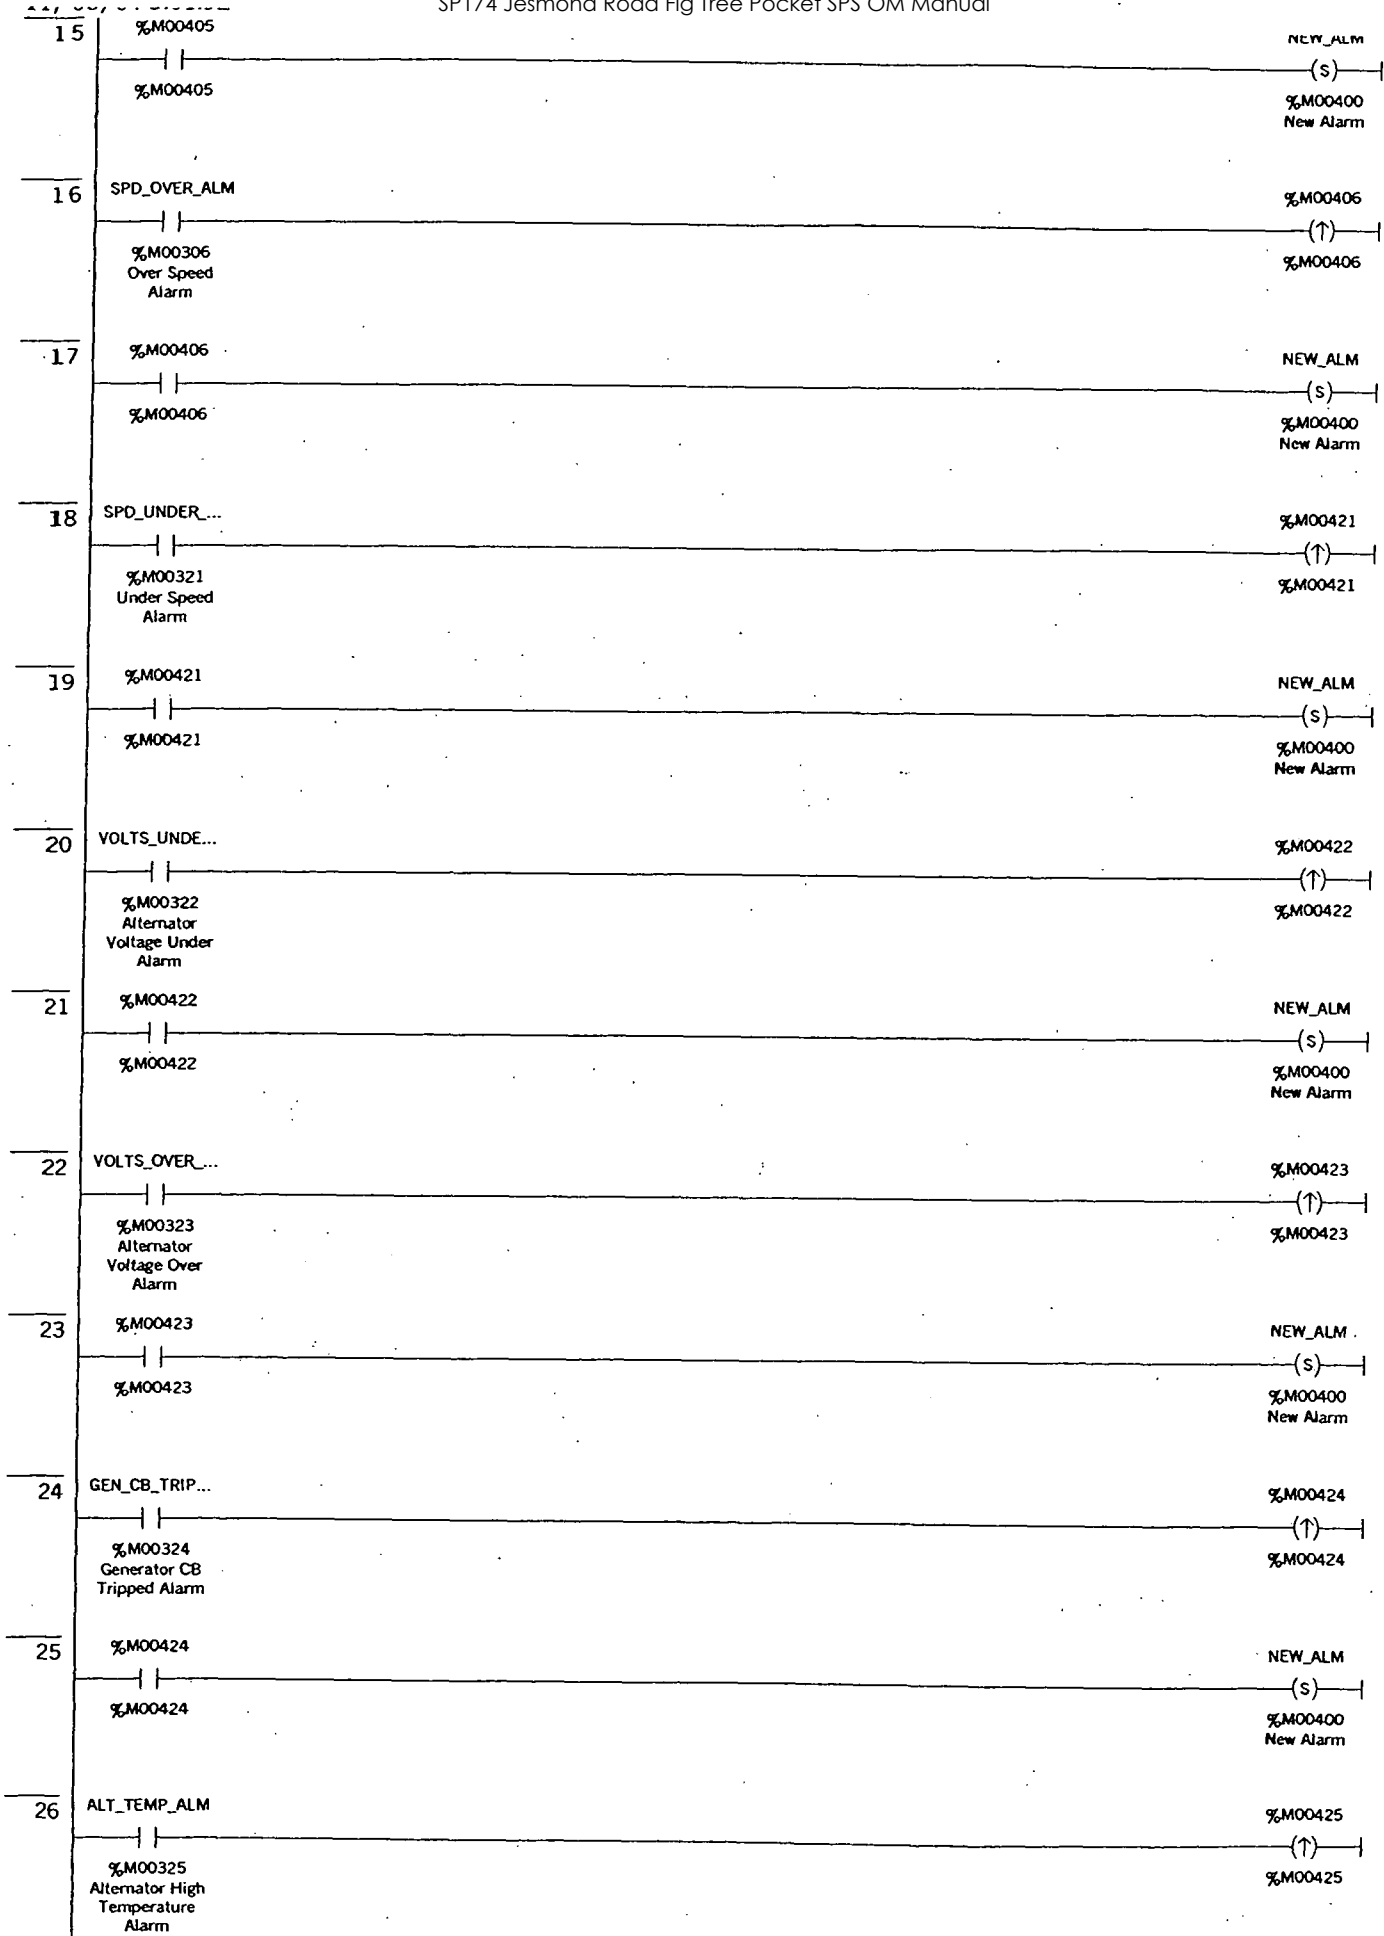 SP174 Jesmond Road Fig Tree Pocket SPS OM Manual
15
%M00405
NEW_ALM
(S)
%M00405
%M00400
New Alarm
16
SPD_OVER_ALM
%M00406
(↑)
%M00306
%M00406
Over Speed
Alarm
17
%M00406
NEW_ALM
(S)
%M00406
%M00400
New Alarm
18
SPD_UNDER_...
%M00421
(↑)
%M00321
%M00421
Under Speed
Alarm
19
%M00421
NEW_ALM
(S)
%M00421
%M00400
New Alarm
20
VOLTS_UNDE...
%M00422
(↑)
%M00322
%M00422
Alternator
Voltage Under
Alarm
21
%M00422
NEW_ALM
(S)
%M00422
%M00400
New Alarm
22
VOLTS_OVER_...
%M00423
(↑)
%M00323
%M00423
Alternator
Voltage Over
Alarm
23
%M00423
NEW_ALM
(S)
%M00423
%M00400
New Alarm
24
GEN_CB_TRIP...
%M00424
(↑)
%M00324
%M00424
Generator CB
Tripped Alarm
25
%M00424
NEW_ALM
(S)
%M00424
%M00400
New Alarm
26
ALT_TEMP_ALM
%M00425
(↑)
%M00325
%M00425
Alternator High
Temperature
Alarm